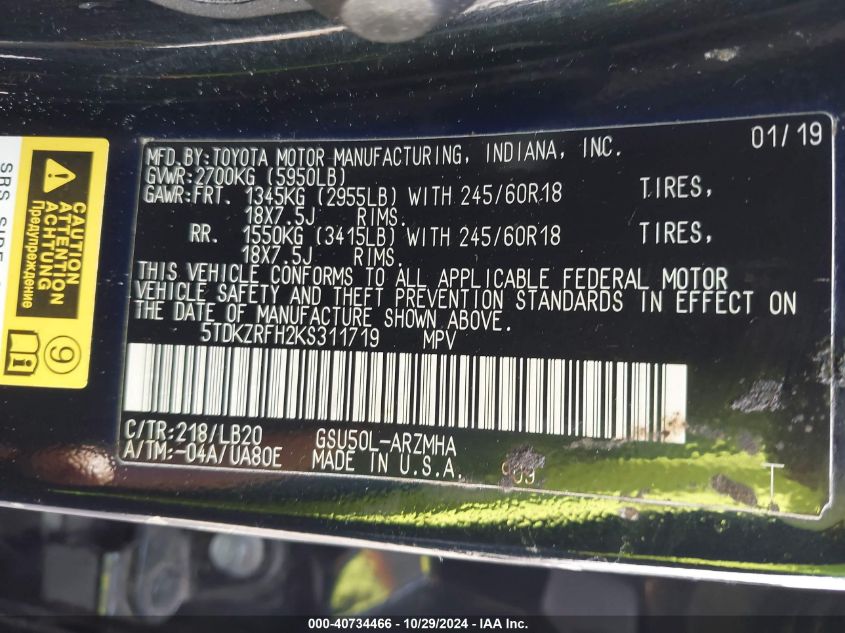 MFD.BY:TOYOTA MOTOR MANUFACTURING, INDIANA, INC. 01/19
GVWR:2700KG (5950LB)
GAWR:FRT. 1345KG (2955LB) WITH 245/60R18 TIRES,
18X7.5J RIMS.
RR. 1550KG (3415LB) WITH 245/60R18 TIRES,
18X7.5J RIMS.
THIS VEHICLE CONFORMS TO ALL APPLICABLE FEDERAL MOTOR
VEHICLE SAFETY AND THEFT PREVENTION STANDARDS IN EFFECT ON
THE DATE OF MANUFACTURE SHOWN ABOVE.
5TDKZRFH2KS311719 MPV
C/TR:218/LB20 GSU50L-ARZMHA
A/TM:-04A/UA80E MADE IN U.S.A.
T
SRS SIDE
CAUTION
ATTENTION
ACHTUNG
Предупреждение
9
000-40734466 - 10/29/2024 - IAA Inc.